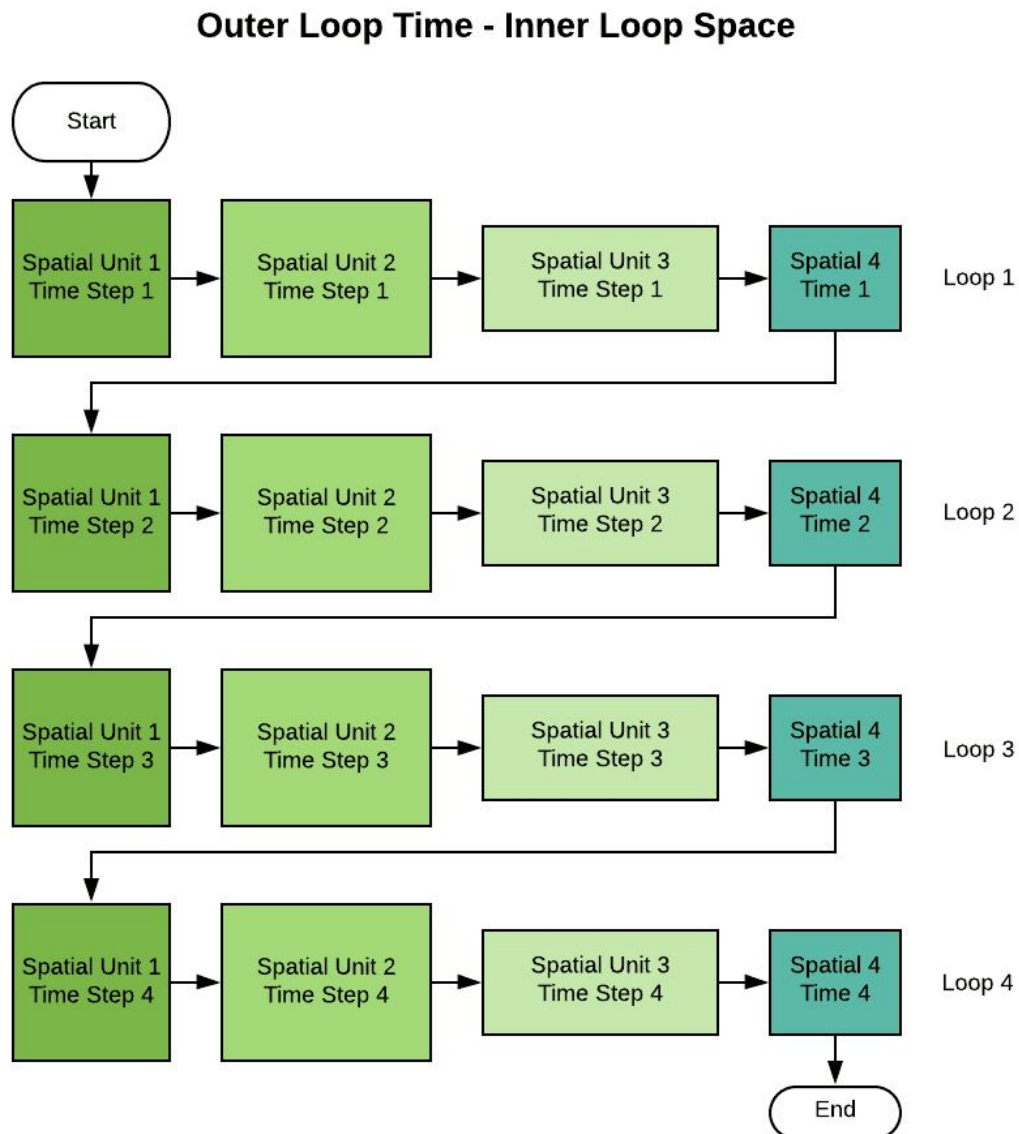 Outer Loop Time - Inner Loop Space
Start
Spatial Unit 1
Time Step 1
Spatial Unit 2
Time Step 1
Spatial Unit 3
Time Step 1
Spatial 4
Time 1
Loop 1
Spatial Unit 1
Time Step 2
Spatial Unit 2
Time Step 2
Spatial Unit 3
Time Step 2
Spatial 4
Time 2
Loop 2
Spatial Unit 1
Time Step 3
Spatial Unit 2
Time Step 3
Spatial Unit 3
Time Step 3
Spatial 4
Time 3
Loop 3
Spatial Unit 1
Time Step 4
Spatial Unit 2
Time Step 4
Spatial Unit 3
Time Step 4
Spatial 4
Time 4
Loop 4
End